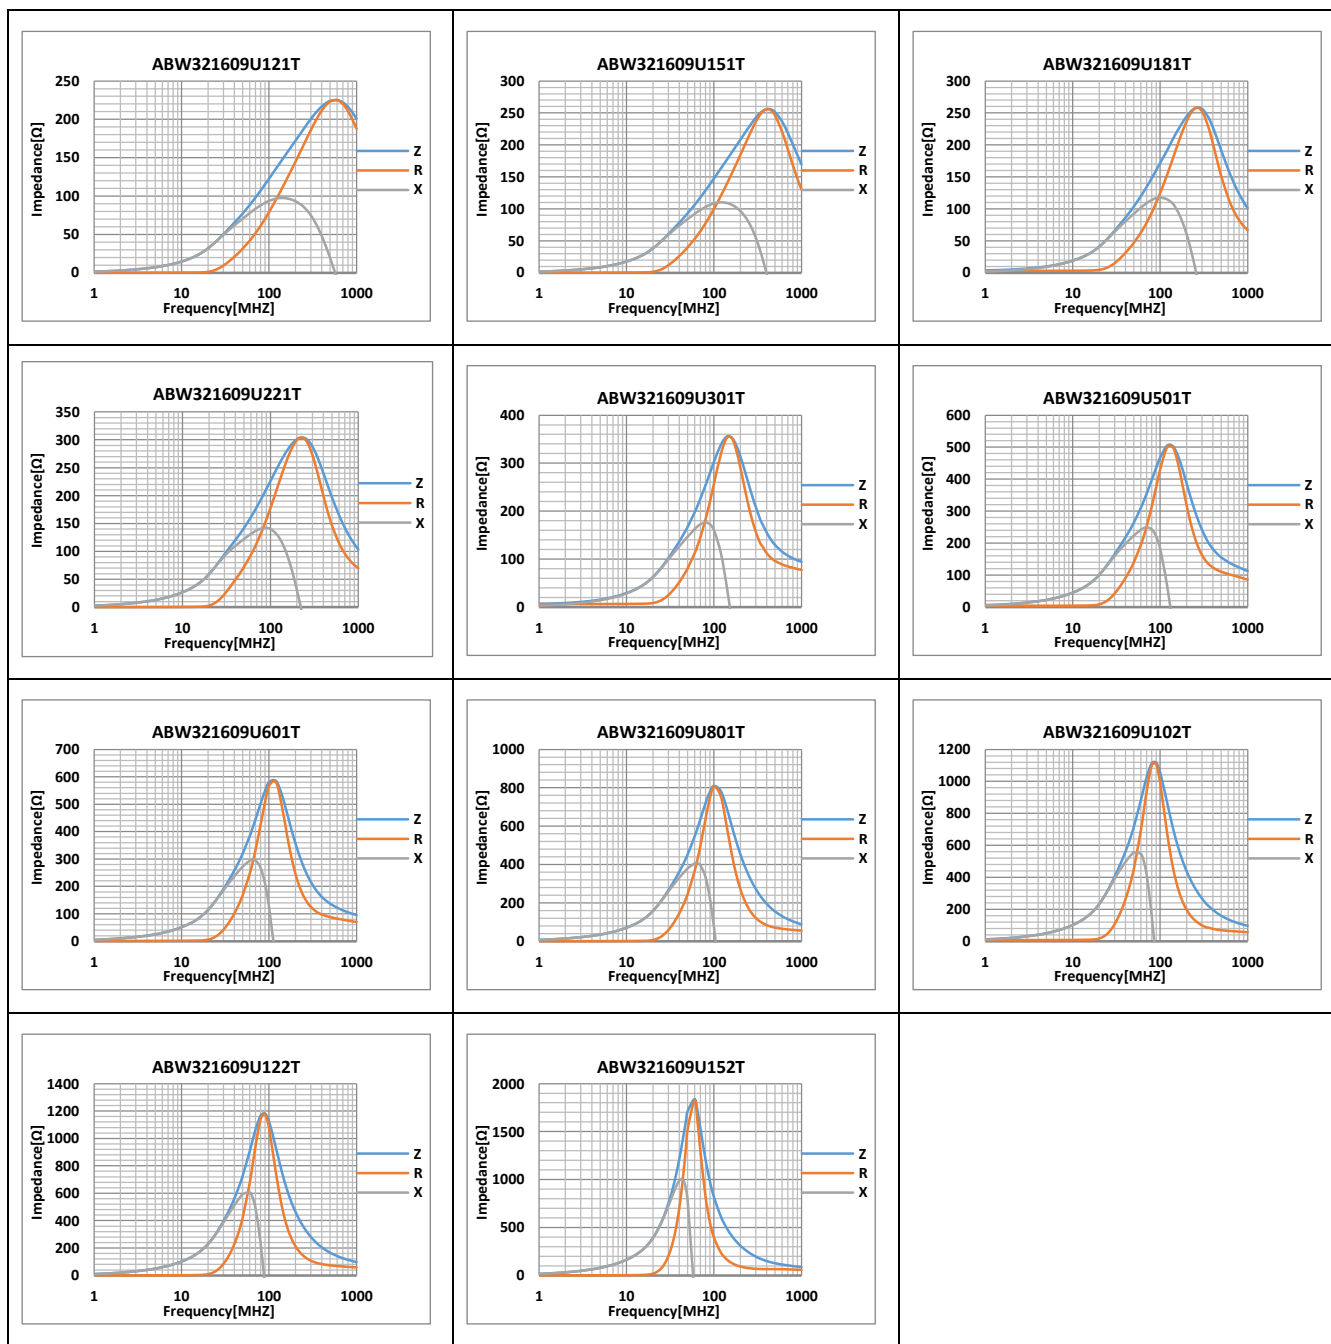 ABW321609U121T
250
200
150
100
50
0
Impedance[Ω]
1 10 100 1000
Frequency[MHZ]
Z
R
X
ABW321609U151T
300
250
200
150
100
50
0
Impedance[Ω]
1 10 100 1000
Frequency[MHZ]
Z
R
X
ABW321609U181T
300
250
200
150
100
50
0
Impedance[Ω]
1 10 100 1000
Frequency[MHZ]
Z
R
X
ABW321609U221T
350
300
250
200
150
100
50
0
Impedance[Ω]
1 10 100 1000
Frequency[MHZ]
Z
R
X
ABW321609U301T
400
300
200
100
0
Impedance[Ω]
1 10 100 1000
Frequency[MHZ]
Z
R
X
ABW321609U501T
600
500
400
300
200
100
0
Impedance[Ω]
1 10 100 1000
Frequency[MHZ]
Z
R
X
ABW321609U601T
700
600
500
400
300
200
100
0
Impedance[Ω]
1 10 100 1000
Frequency[MHZ]
Z
R
X
ABW321609U801T
1000
800
600
400
200
0
Impedance[Ω]
1 10 100 1000
Frequency[MHZ]
Z
R
X
ABW321609U102T
1200
1000
800
600
400
200
0
Impedance[Ω]
1 10 100 1000
Frequency[MHZ]
Z
R
X
ABW321609U122T
1400
1200
1000
800
600
400
200
0
Impedance[Ω]
1 10 100 1000
Frequency[MHZ]
Z
R
X
ABW321609U152T
2000
1500
1000
500
0
Impedance[Ω]
1 10 100 1000
Frequency[MHZ]
Z
R
X